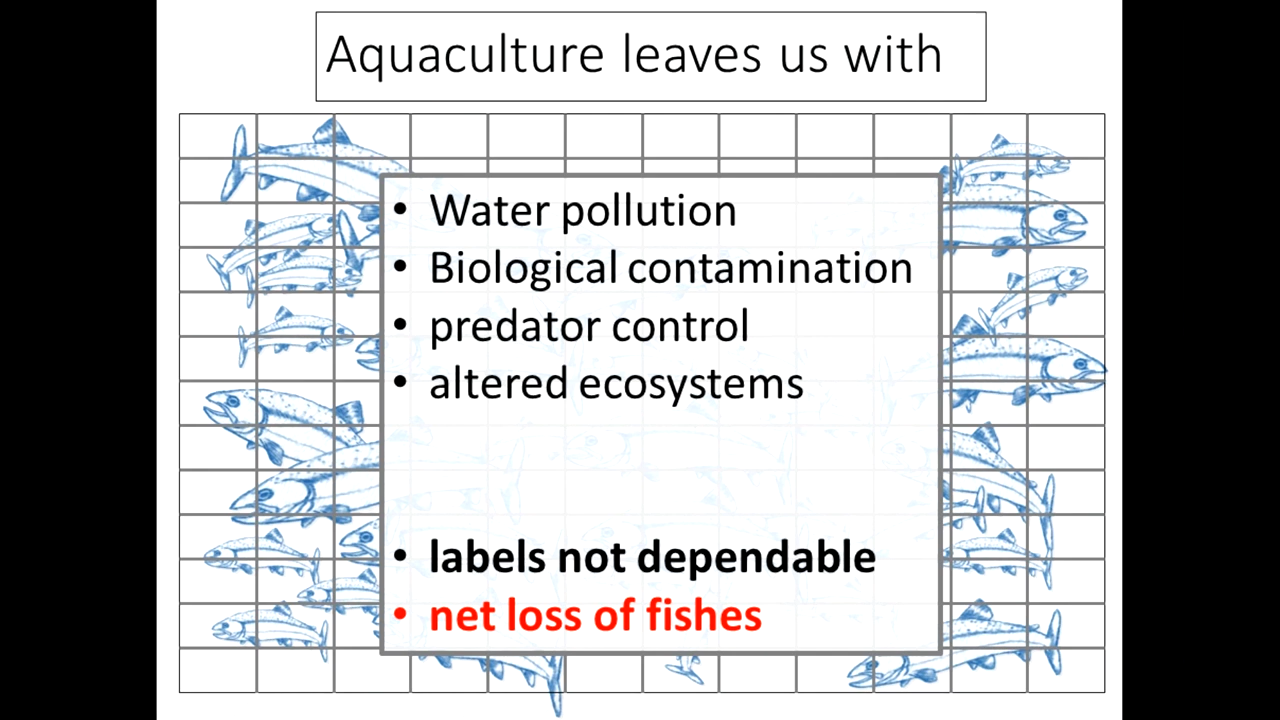 Aquaculture leaves us with
• Water pollution
• Biological contamination
• predator control
• altered ecosystems
• labels not dependable
• net loss of fishes